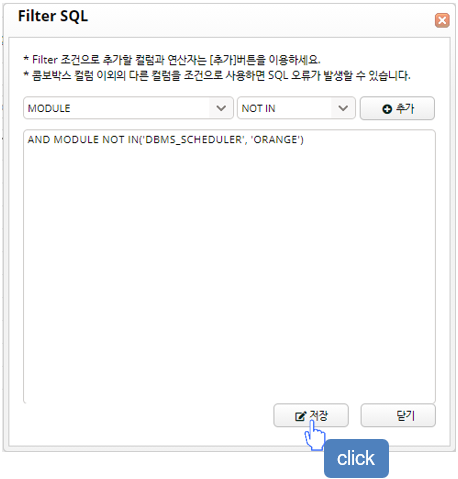 Filter SQL
* Filter 조건으로 추가할 컬럼과 연산자는 [추가]버튼을 이용하세요.
* 콤보박스 컬럼 이외의 다른 컬럼을 조건으로 사용하면 SQL 오류가 발생할 수 있습니다.
MODULE NOT IN 추가
AND MODULE NOT IN('DBMS_SCHEDULER', 'ORANGE')
저장 닫기
click